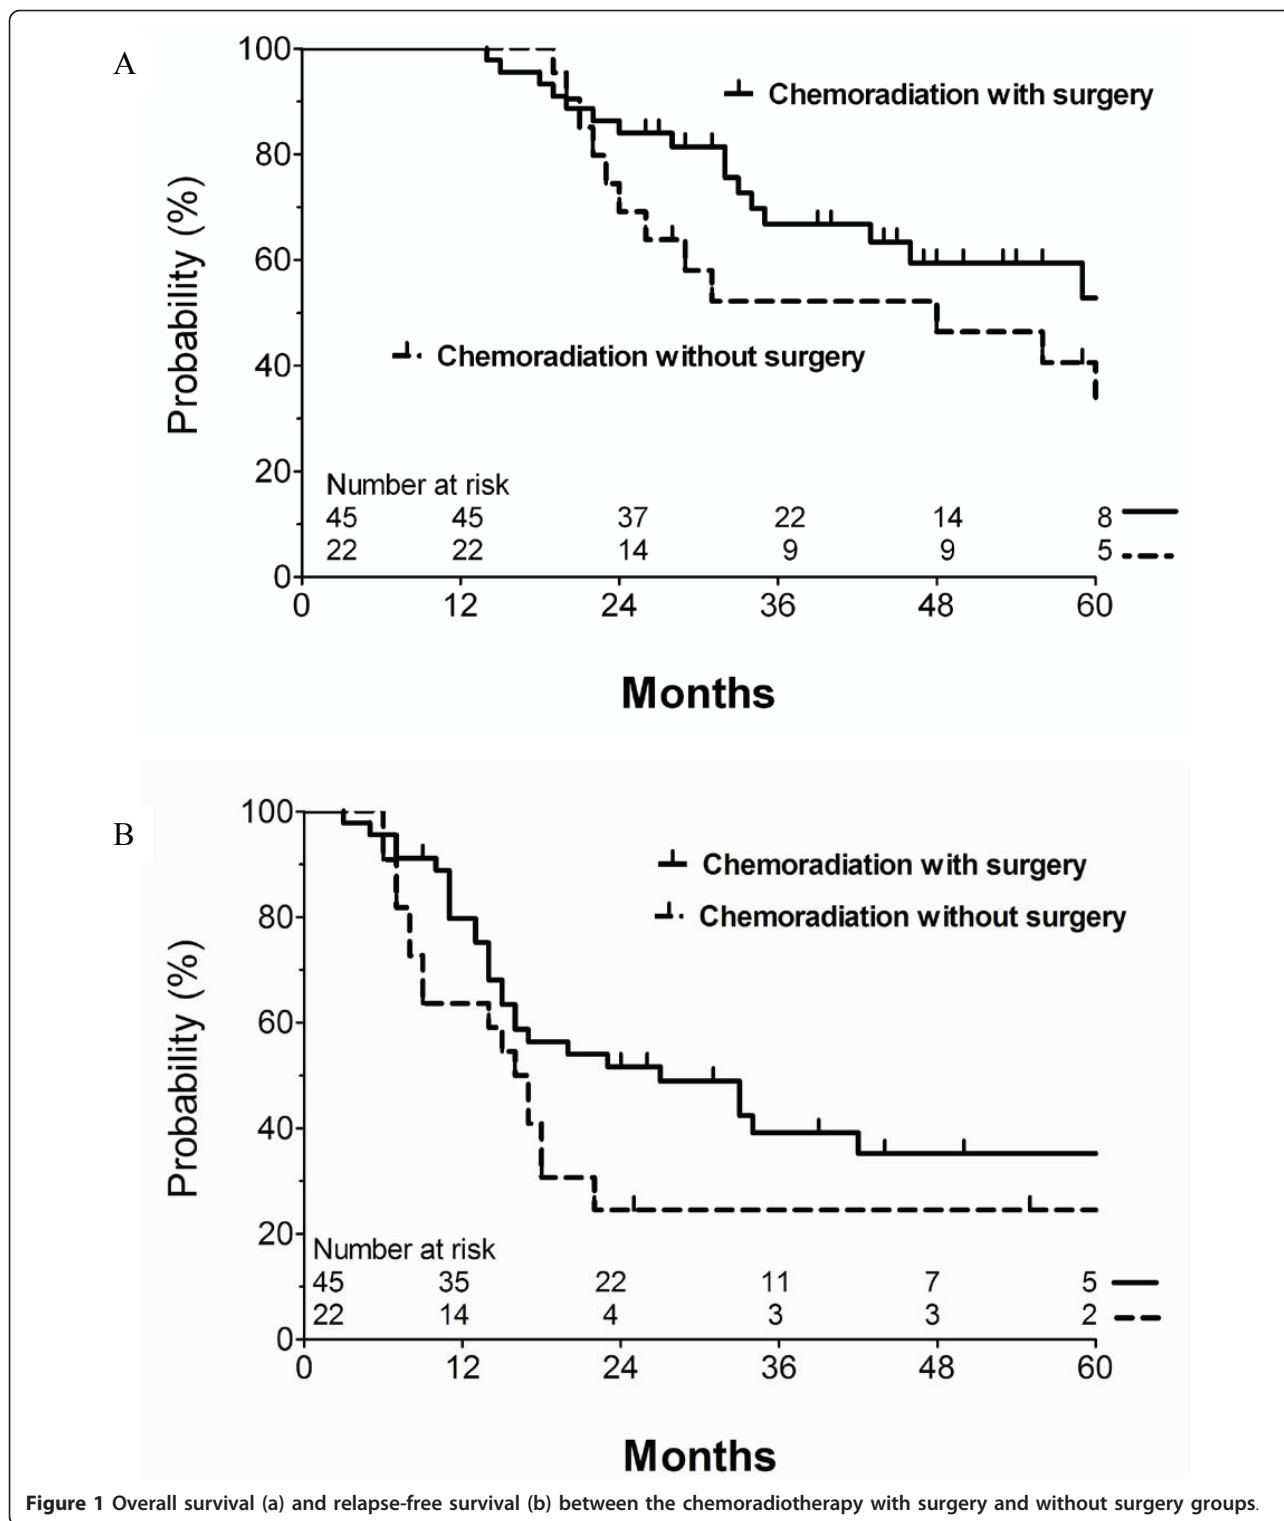 A
100
80
60
40
20
0
Probability (%)
Chemoradiation with surgery
Chemoradiation without surgery
Number at risk
45 45 37 22 14 8
22 22 14 9 9 5
0 12 24 36 48 60
Months
B
100
80
60
40
20
0
Probability (%)
Chemoradiation with surgery
Chemoradiation without surgery
Number at risk
45 35 22 11 7 5
22 14 4 3 3 2
0 12 24 36 48 60
Months
Figure 1 Overall survival (a) and relapse-free survival (b) between the chemoradiotherapy with surgery and without surgery groups.